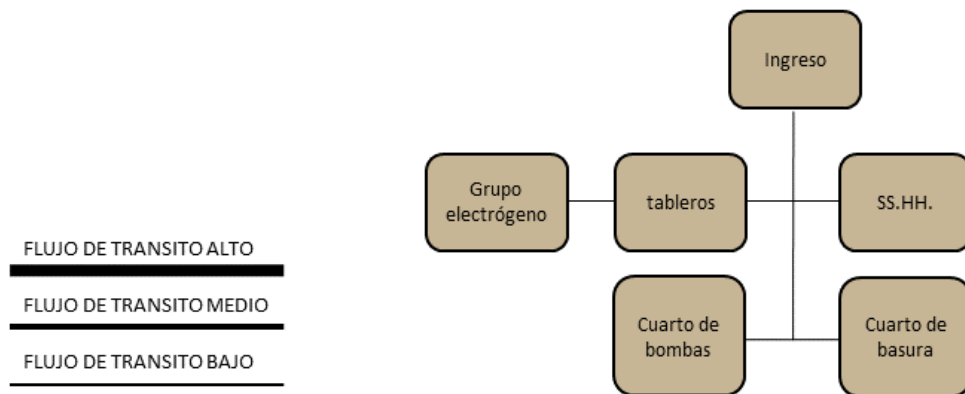 Ingreso
Grupo
electrógeno
tableros
SS.HH.
FLUJO DE TRANSITO ALTO
FLUJO DE TRANSITO MEDIO
FLUJO DE TRANSITO BAJO
Cuarto de
bombas
Cuarto de
basura